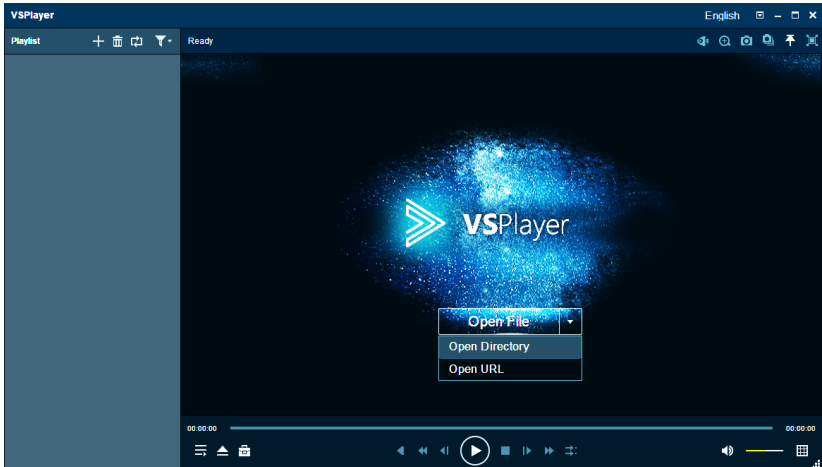 VSPlayer
English
Playlist
Ready
VSPlayer
Open File
Open Directory
Open URL
00:00:00
00:00:00